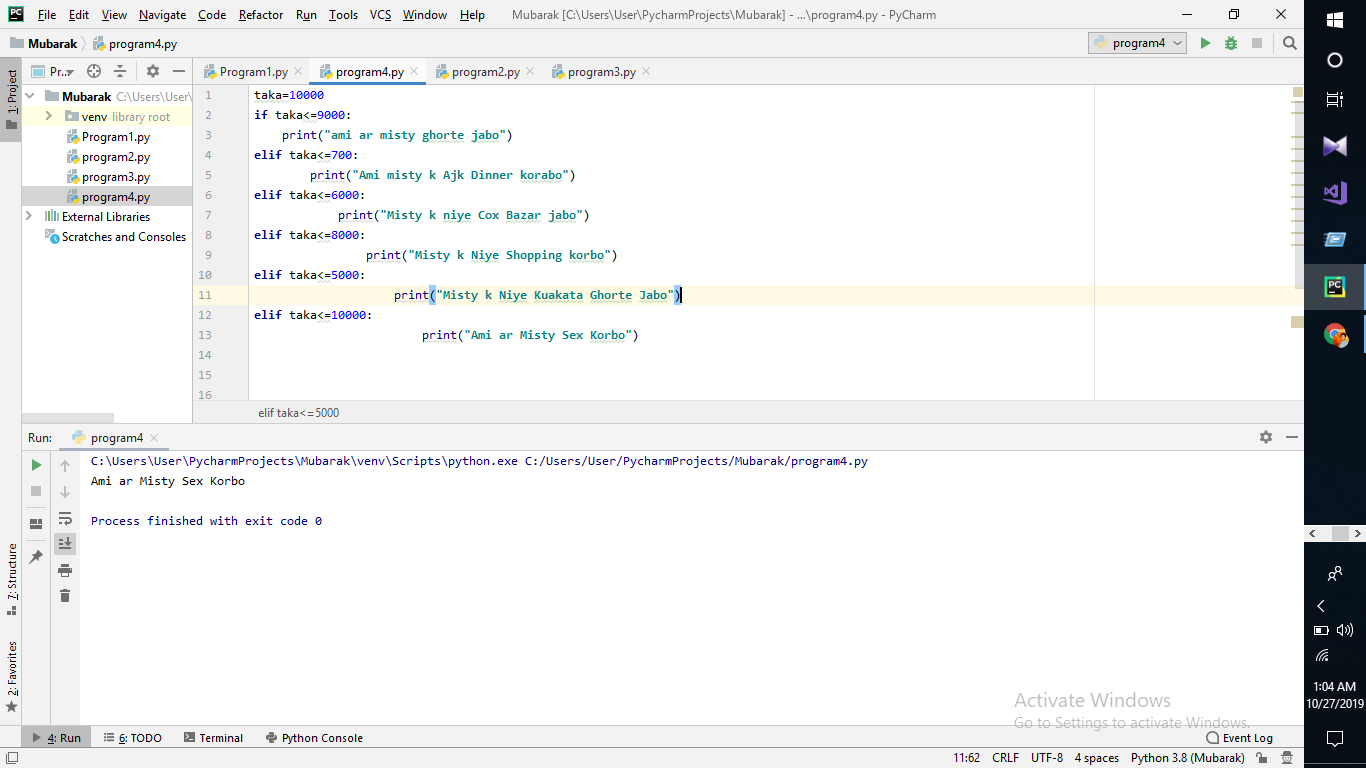 File Edit View Navigate Code Refactor Run Tools VCS Window Help Mubarak [C:\Users\User\PycharmProjects\Mubarak] - ...\program4.py - PyCharm
Mubarak program4.py program4
Pr... Program1.py program4.py program2.py program3.py
1: Project
Mubarak C:\Users\User\
venv library root
Program1.py
program2.py
program3.py
program4.py
External Libraries
Scratches and Consoles
1 taka=10000
2 if taka<=9000:
3 print("ami ar misty ghorte jabo")
4 elif taka<=700:
5 print("Ami misty k Ajk Dinner korabo")
6 elif taka<=6000:
7 print("Misty k niye Cox Bazar jabo")
8 elif taka<=8000:
9 print("Misty k Niye Shopping korbo")
10 elif taka<=5000:
11 print("Misty k Niye Kuakata Ghorte Jabo")
12 elif taka<=10000:
13 print("Ami ar Misty Sex Korbo")
14
15
16
elif taka<=5000
Run: program4
C:\Users\User\PycharmProjects\Mubarak\venv\Scripts\python.exe C:/Users/User/PycharmProjects/Mubarak/program4.py
Ami ar Misty Sex Korbo
Process finished with exit code 0
7: Structure
2: Favorites
Activate Windows
Go to Settings to activate Windows.
4: Run 6: TODO Terminal Python Console Event Log
11:62 CRLF UTF-8 4 spaces Python 3.8 (Mubarak)
1:04 AM
10/27/2019